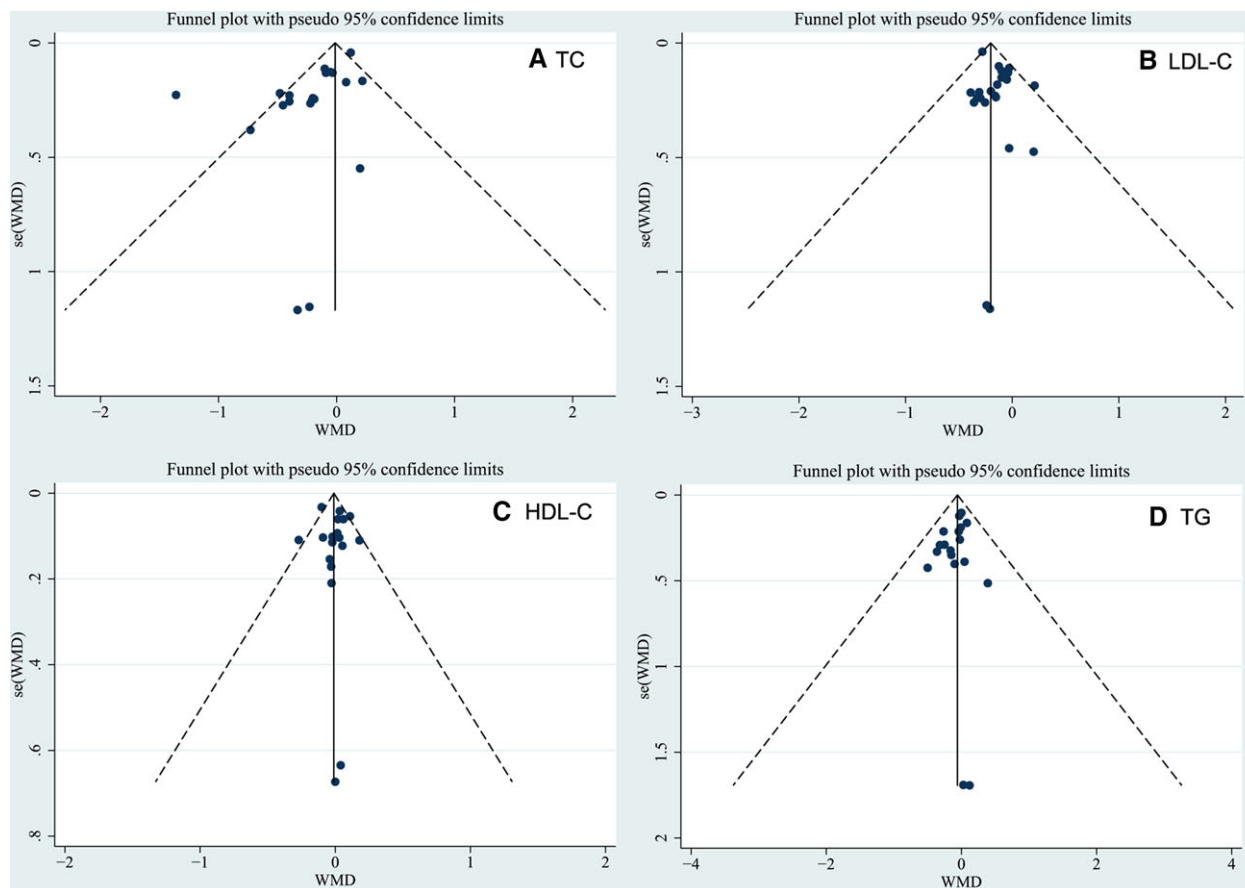 Funnel plot with pseudo 95% confidence limits
A TC
0
.5
1
1.5
se(WMD)
−2
−1
0
1
2
WMD
Funnel plot with pseudo 95% confidence limits
B LDL-C
0
.5
1
1.5
se(WMD)
−3
−2
−1
0
1
2
WMD
Funnel plot with pseudo 95% confidence limits
C HDL-C
0
.2
.4
.6
.8
se(WMD)
−2
−1
0
1
2
WMD
Funnel plot with pseudo 95% confidence limits
D TG
0
.5
1
1.5
2
se(WMD)
−4
−2
0
2
4
WMD